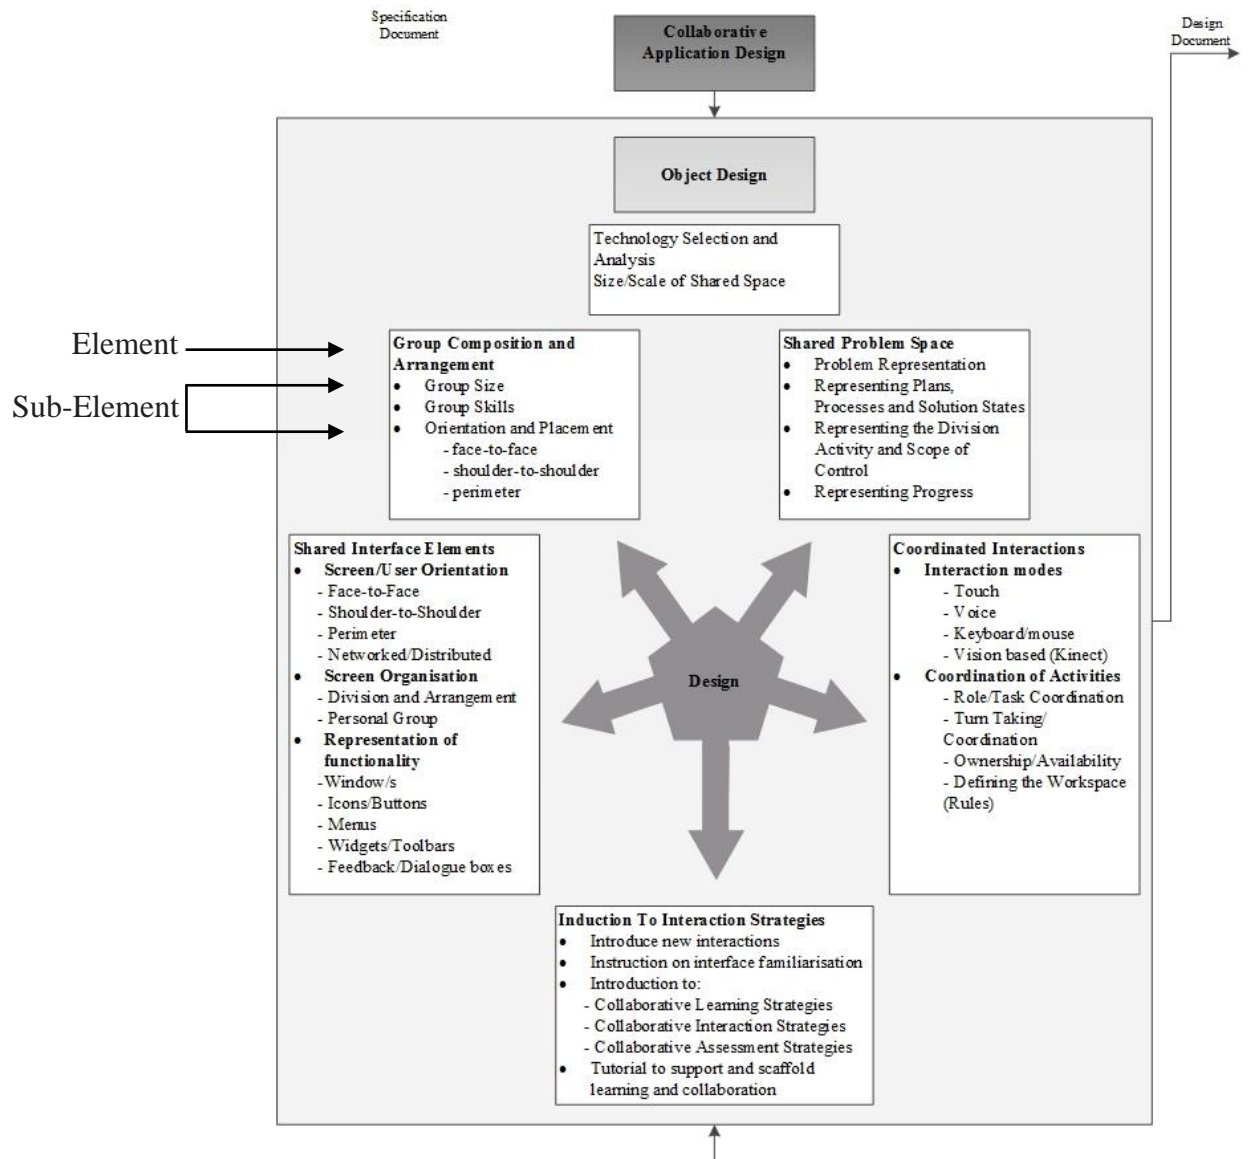 Specification
Document
Collaborative
Application Design
Design
Document
Object Design
Technology Selection and
Analysis
Size/Scale of Shared Space
Element
Sub-Element
Group Composition and
Arrangement
• Group Size
• Group Skills
• Orientation and Placement
- face-to-face
- shoulder-to-shoulder
- perimeter
Shared Problem Space
• Problem Representation
• Representing Plans,
Processes and Solution States
• Representing the Division
Activity and Scope of
Control
• Representing Progress
Shared Interface Elements
• Screen/User Orientation
- Face-to-Face
- Shoulder-to-Shoulder
- Perimeter
- Networked/Distributed
• Screen Organisation
- Division and Arrangement
- Personal Group
• Representation of
functionality
-Window/s
- Icons/Buttons
- Menus
- Widgets/Toolbars
- Feedback/Dialogue boxes
Design
Coordinated Interactions
• Interaction modes
- Touch
- Voice
- Keyboard/mouse
- Vision based (Kinect)
• Coordination of Activities
- Role/Task Coordination
- Turn Taking/
Coordination
- Ownership/Availability
- Defining the Workspace
(Rules)
Induction To Interaction Strategies
• Introduce new interactions
• Instruction on interface familiarisation
• Introduction to:
- Collaborative Learning Strategies
- Collaborative Interaction Strategies
- Collaborative Assessment Strategies
• Tutorial to support and scaffold
learning and collaboration